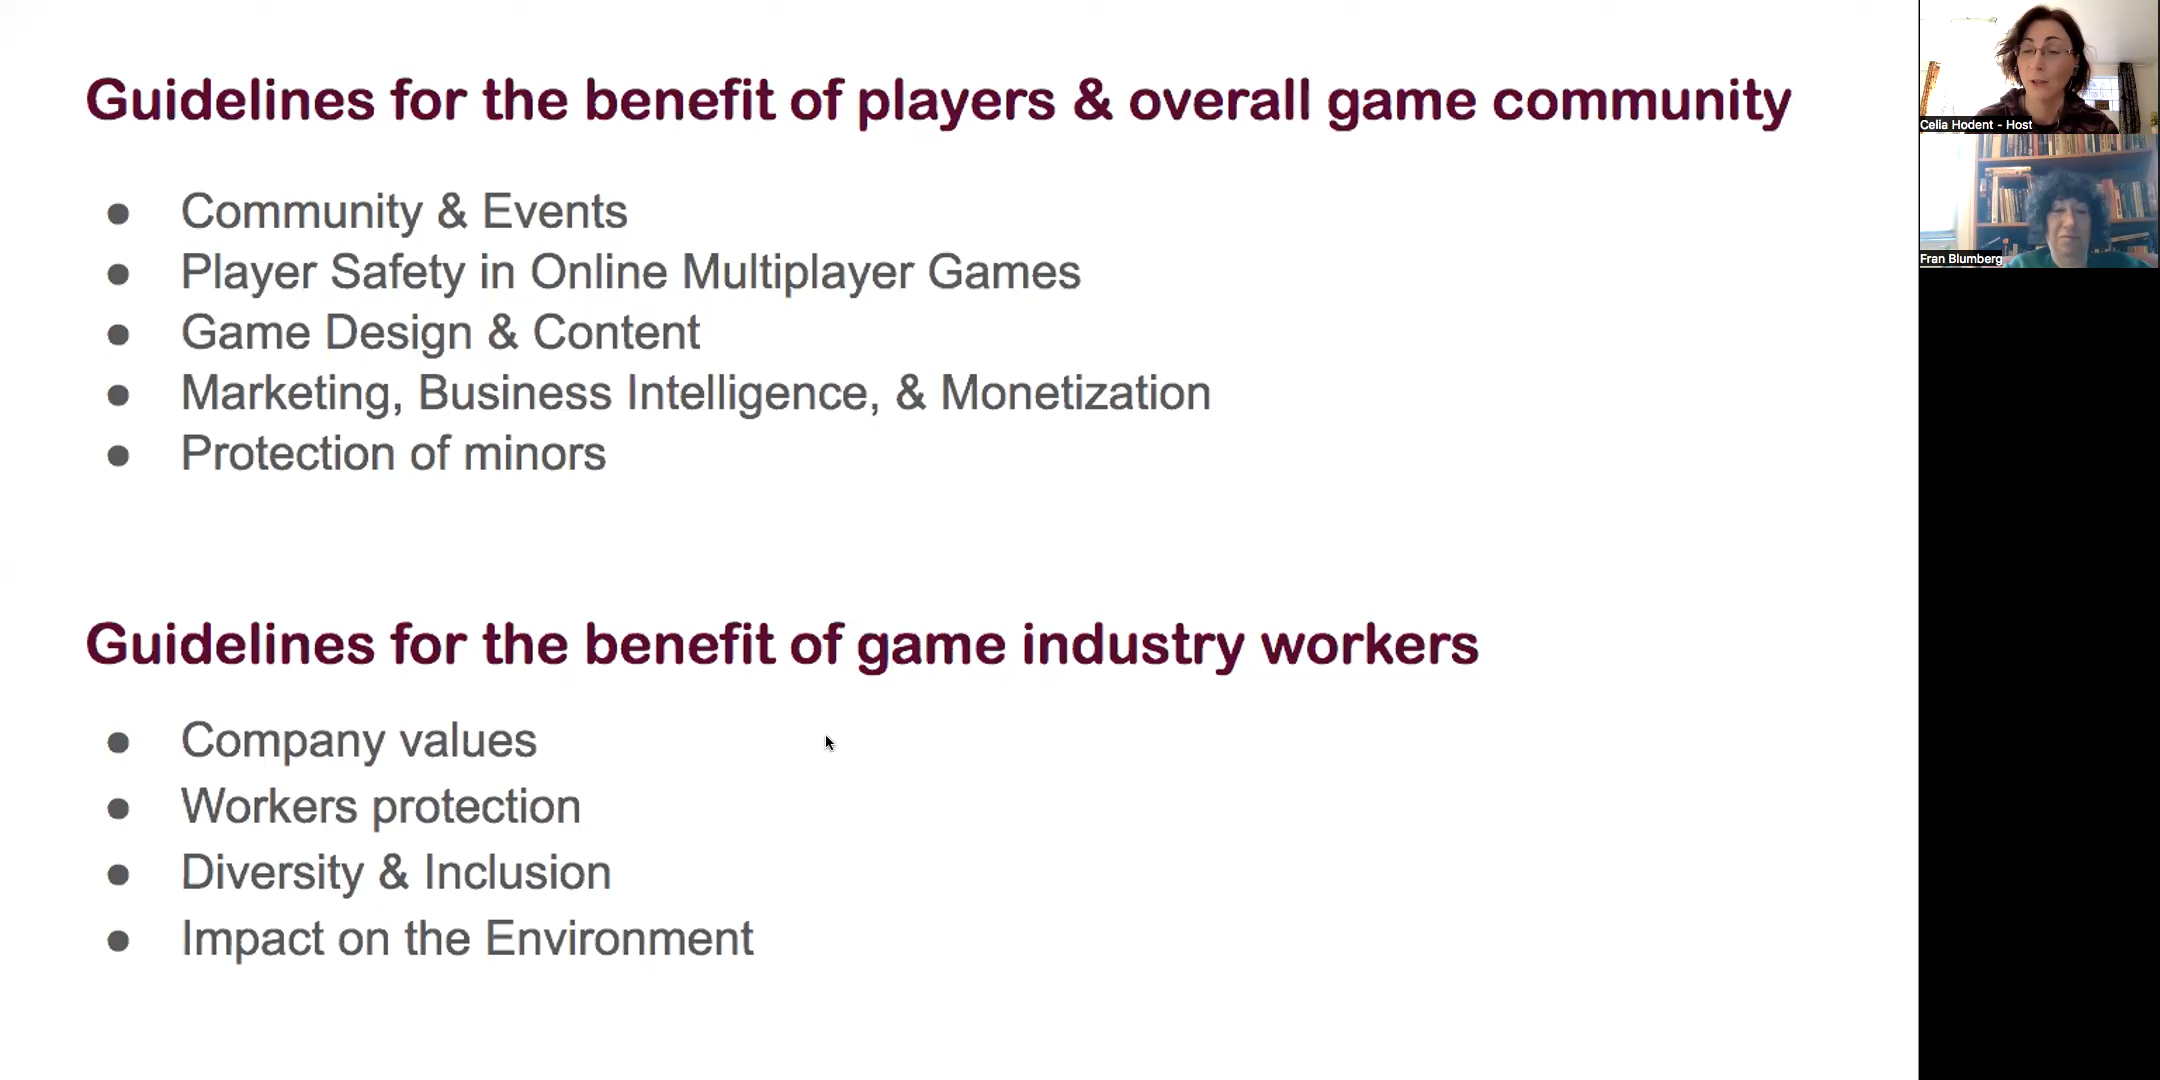 Guidelines for the benefit of players & overall game community
● Community & Events
● Player Safety in Online Multiplayer Games
● Game Design & Content
● Marketing, Business Intelligence, & Monetization
● Protection of minors
Guidelines for the benefit of game industry workers
● Company values
● Workers protection
● Diversity & Inclusion
● Impact on the Environment
Celia Hodent - Host
Fran Blumberg